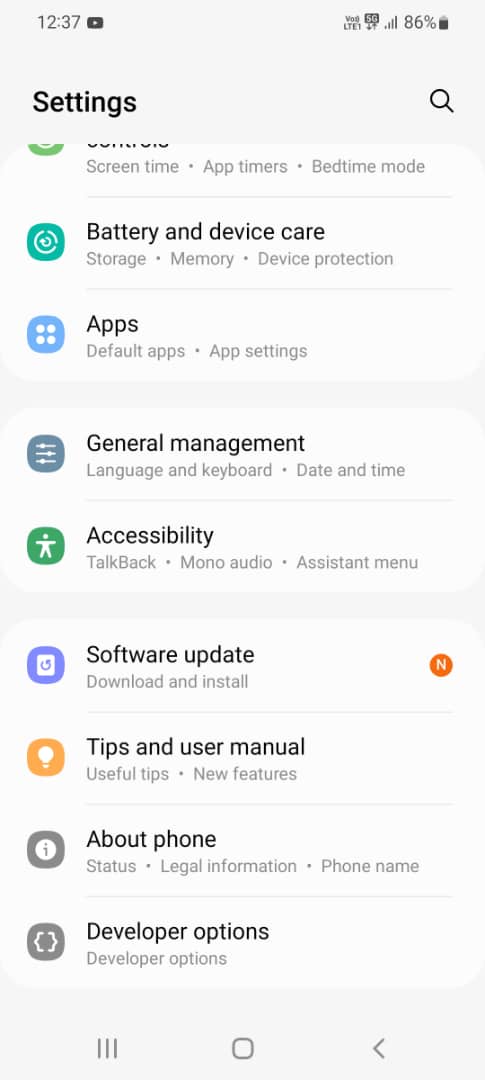 12:37
Vo)) LTE1 5G 86%
Settings
controls
Screen time • App timers • Bedtime mode
Battery and device care
Storage • Memory • Device protection
Apps
Default apps • App settings
General management
Language and keyboard • Date and time
Accessibility
TalkBack • Mono audio • Assistant menu
Software update
N
Download and install
Tips and user manual
Useful tips • New features
About phone
Status • Legal information • Phone name
Developer options
Developer options